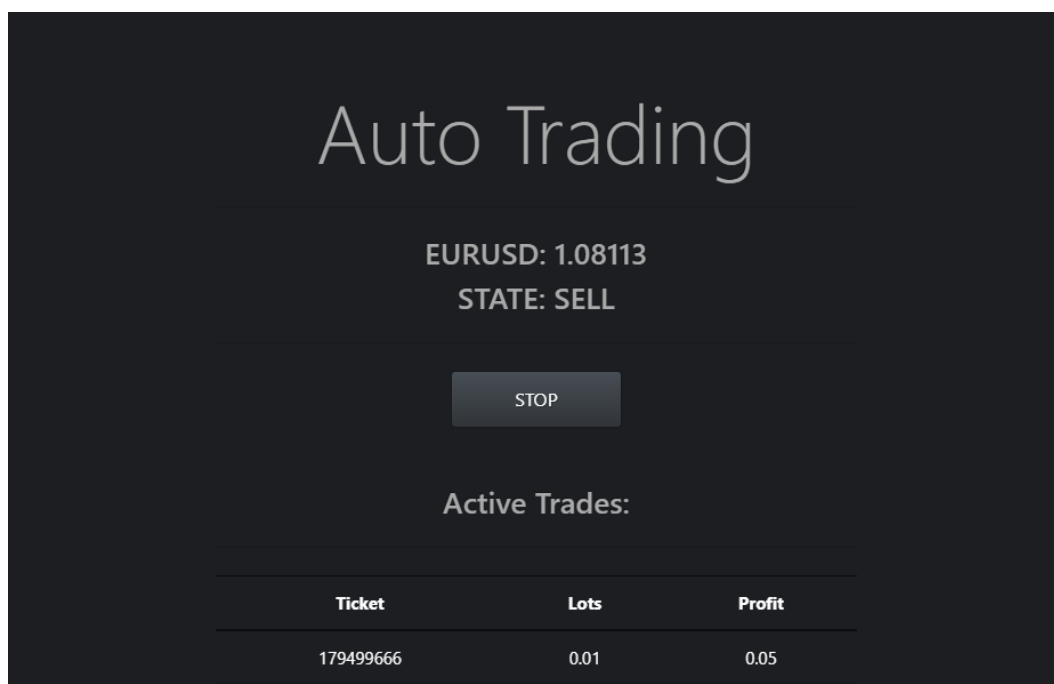 Auto Trading
EURUSD: 1.08113
STATE: SELL
STOP
Active Trades:
Ticket Lots Profit
179499666 0.01 0.05